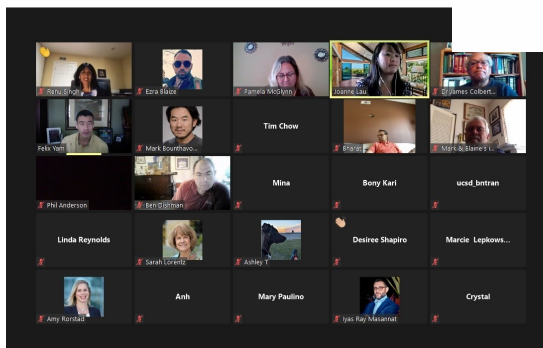 Renu Singh
Ezra Blaize
Pamela McGlynn
Joanne Lau
Dr James Colbert...
Felix Yam
Mark Bounthavo...
Tim Chow
Bharat
Mark & Elaine's i...
Phil Anderson
Ben Dishman
Mina
Bony Kari
ucsd_bntran
Linda Reynolds
Sarah Lorentz
Ashley T
Desiree Shapiro
Marcie Lepkows...
Amy Rorstad
Anh
Mary Paulino
Iyas Ray Masannat
Crystal